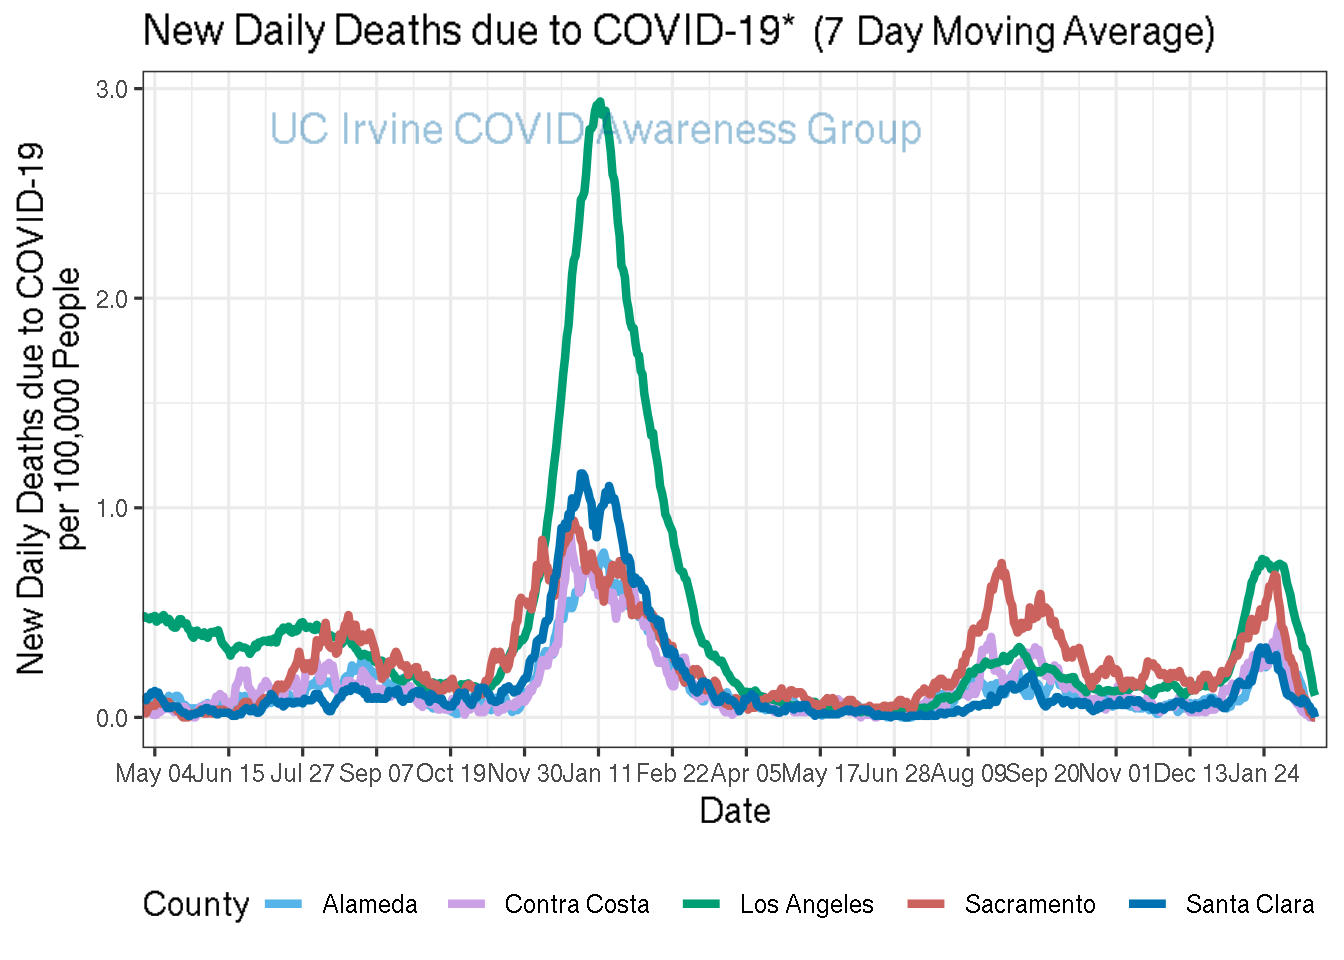 New Daily Deaths due to COVID-19* (7 Day Moving Average)
UC Irvine COVID Awareness Group
New Daily Deaths due to COVID-19
per 100,000 People
3.0
2.0
1.0
0.0
May 04 Jun 15 Jul 27 Sep 07 Oct 19 Nov 30 Jan 11 Feb 22 Apr 05 May 17 Jun 28 Aug 09 Sep 20 Nov 01 Dec 13 Jan 24
Date
County Alameda Contra Costa Los Angeles Sacramento Santa Clara